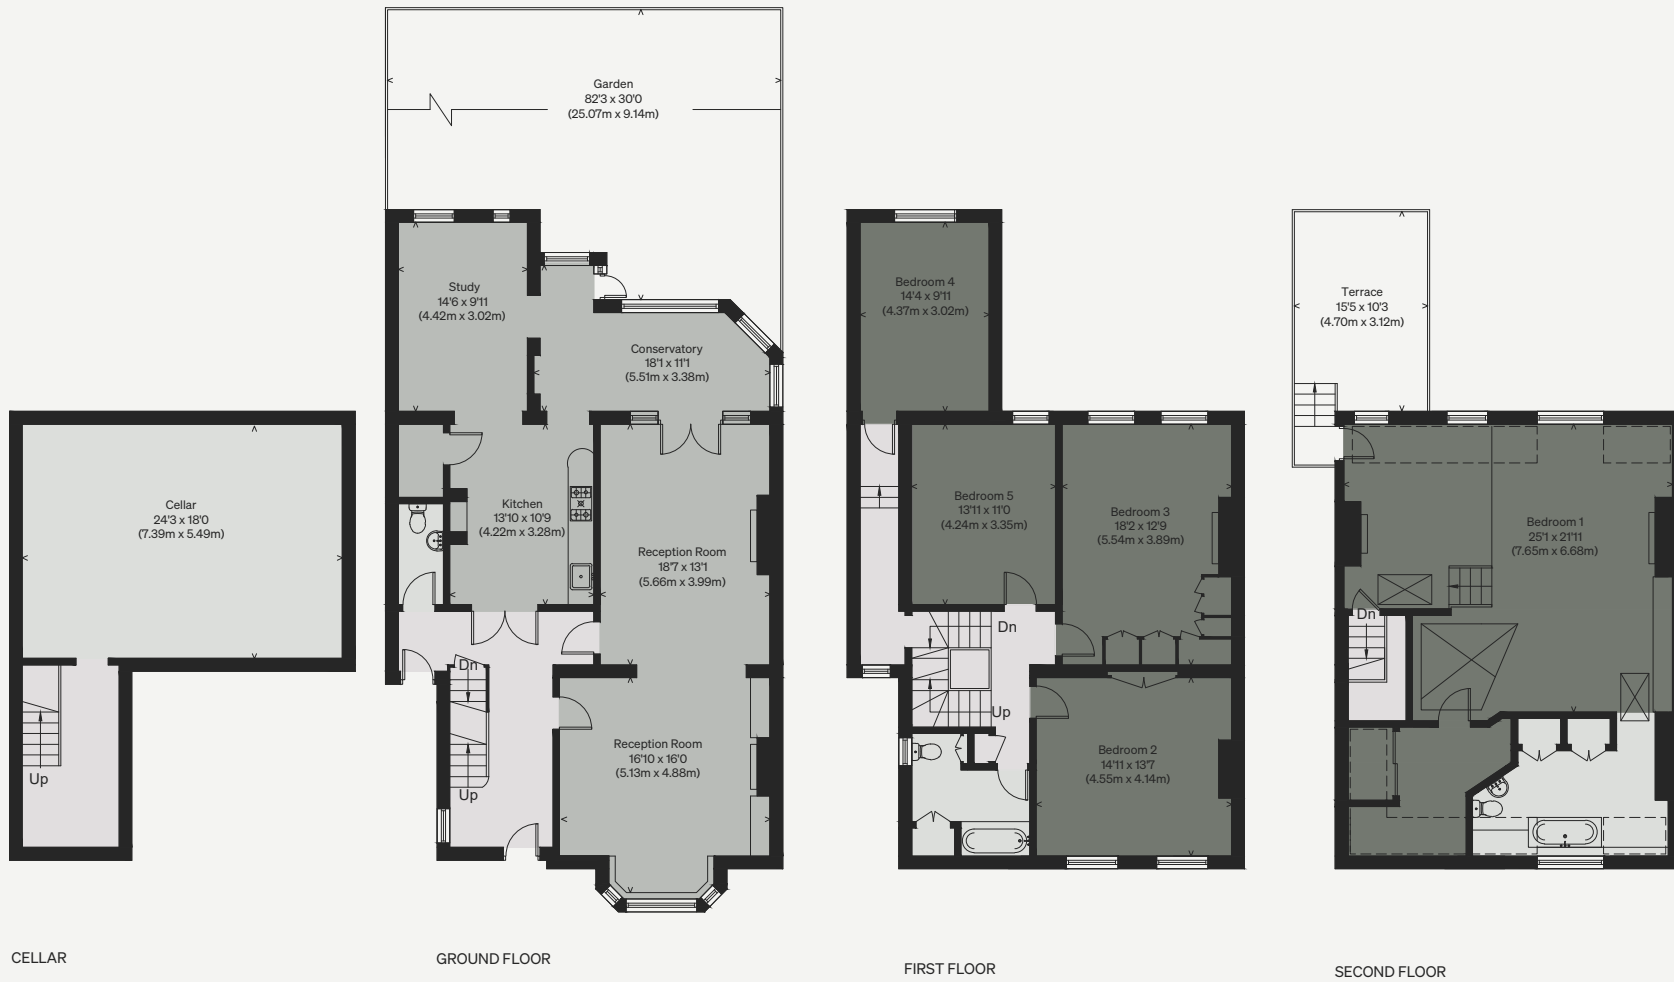 Garden
82'3 x 30'0
(25.07m x 9.14m)
Study
14'6 x 9'11
(4.42m x 3.02m)
Conservatory
18'1 x 11'1
(5.51m x 3.38m)
Cellar
24'3 x 18'0
(7.39m x 5.49m)
Up
Kitchen
13'10 x 10'9
(4.22m x 3.28m)
Reception Room
18'7 x 13'1
(5.66m x 3.99m)
Dn
Up
Reception Room
16'10 x 16'0
(5.13m x 4.88m)
Bedroom 4
14'4 x 9'11
(4.37m x 3.02m)
Bedroom 5
13'11 x 11'0
(4.24m x 3.35m)
Bedroom 3
18'2 x 12'9
(5.54m x 3.89m)
Dn
Up
Bedroom 2
14'11 x 13'7
(4.55m x 4.14m)
Terrace
15'5 x 10'3
(4.70m x 3.12m)
Bedroom 1
25'1 x 21'11
(7.65m x 6.68m)
Dn
CELLAR
GROUND FLOOR
FIRST FLOOR
SECOND FLOOR